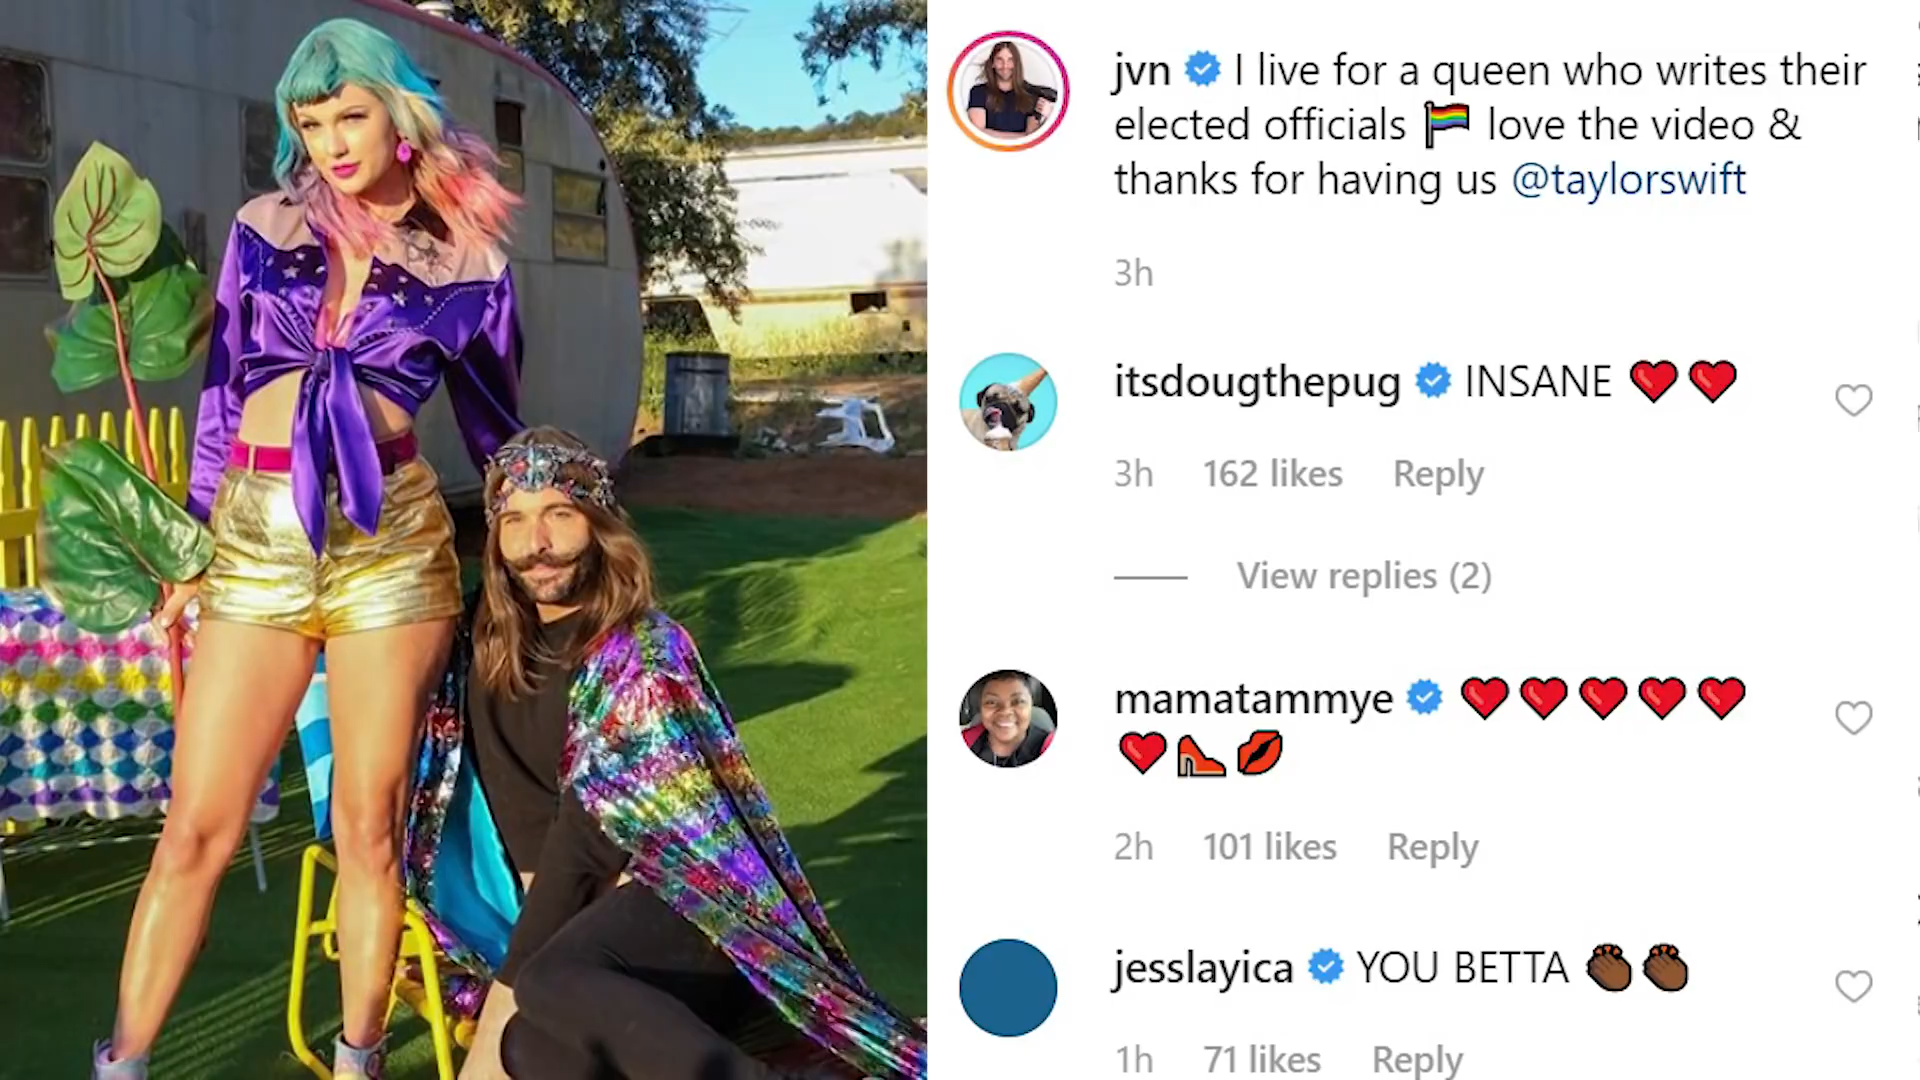 jvn I live for a queen who writes their
elected officials 🏳️‍🌈 love the video &
thanks for having us @taylorswift
3h
itsdougthepug INSANE ❤️❤️
3h 162 likes Reply
View replies (2)
mamatammye ❤️❤️❤️❤️❤️
❤️👠💋
2h 101 likes Reply
jesslayica YOU BETTA 👏🏾👏🏾
1h 71 likes Reply